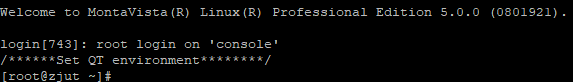 Welcome to MontaVista(R) Linux(R) Professional Edition 5.0.0 (0801921).
login[743]: root login on 'console'
/******Set QT environment********/
[root@zjut ~]#